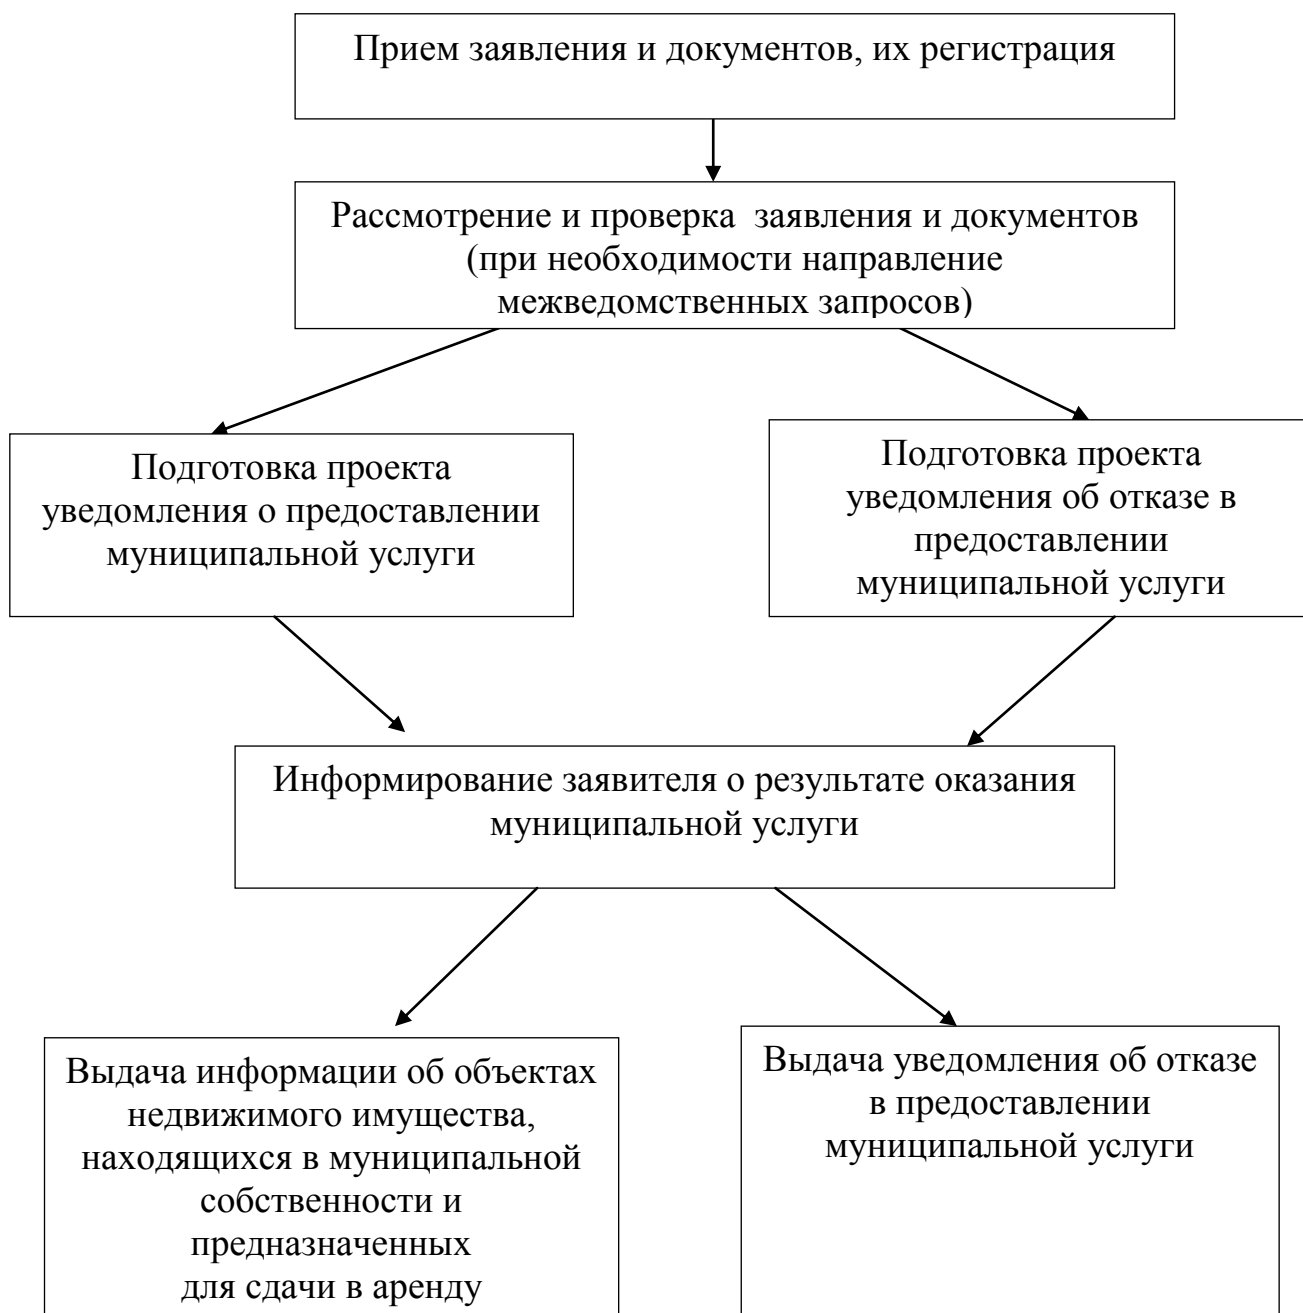 Прием заявления и документов, их регистрация
Рассмотрение и проверка заявления и документов
(при необходимости направление
межведомственных запросов)
Подготовка проекта
уведомления о предоставлении
муниципальной услуги
Подготовка проекта
уведомления об отказе в
предоставлении
муниципальной услуги
Информирование заявителя о результате оказания
муниципальной услуги
Выдача информации об объектах
недвижимого имущества,
находящихся в муниципальной
собственности и
предназначенных
для сдачи в аренду
Выдача уведомления об отказе
в предоставлении
муниципальной услуги